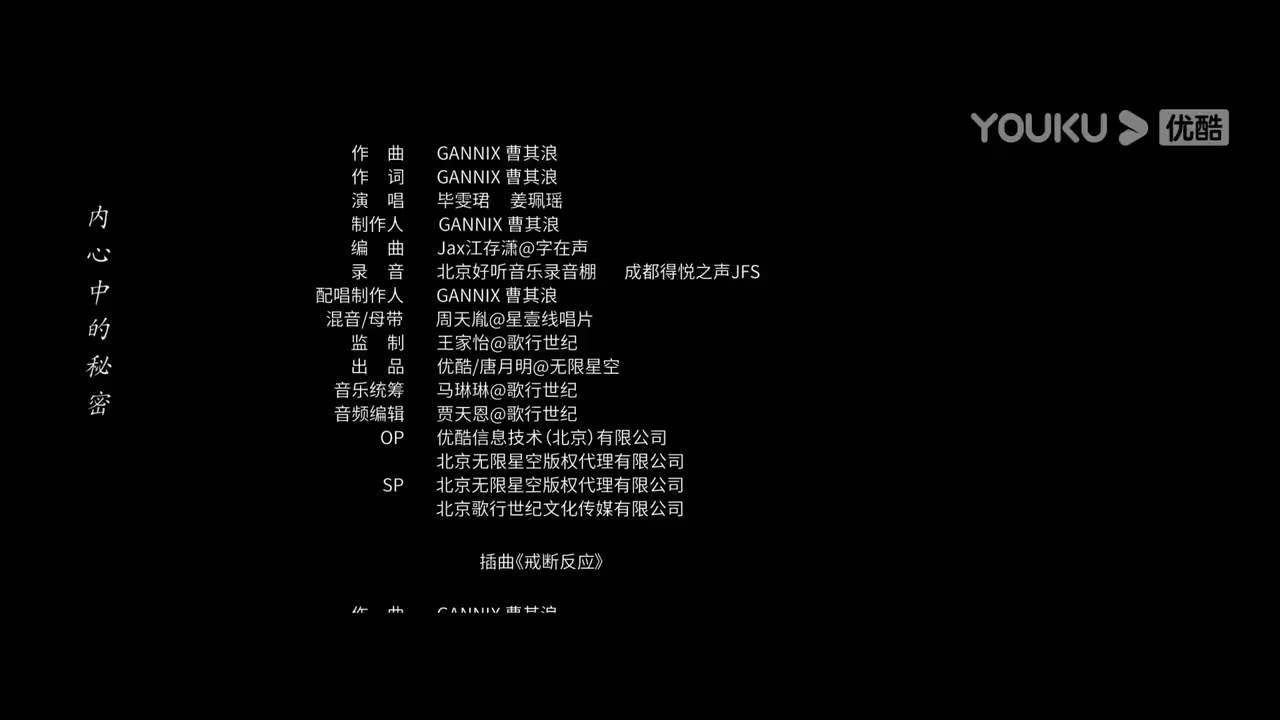 YOUKU 优酷
内心中的秘密
作 曲 GANNIX 曹其浪
作 词 GANNIX 曹其浪
演 唱 毕雯珺 姜珮瑶
制作人 GANNIX 曹其浪
编 曲 Jax江存潇@字在声
录 音 北京好听音乐录音棚 成都得悦之声JFS
配唱制作人 GANNIX 曹其浪
混音/母带 周天胤@星壹线唱片
监 制 王家怡@歌行世纪
出 品 优酷/唐月明@无限星空
音乐统筹 马琳琳@歌行世纪
音频编辑 贾天恩@歌行世纪
OP 优酷信息技术(北京)有限公司
北京无限星空版权代理有限公司
SP 北京无限星空版权代理有限公司
北京歌行世纪文化传媒有限公司
插曲《戒断反应》
作 曲 GANNIX 曹其浪